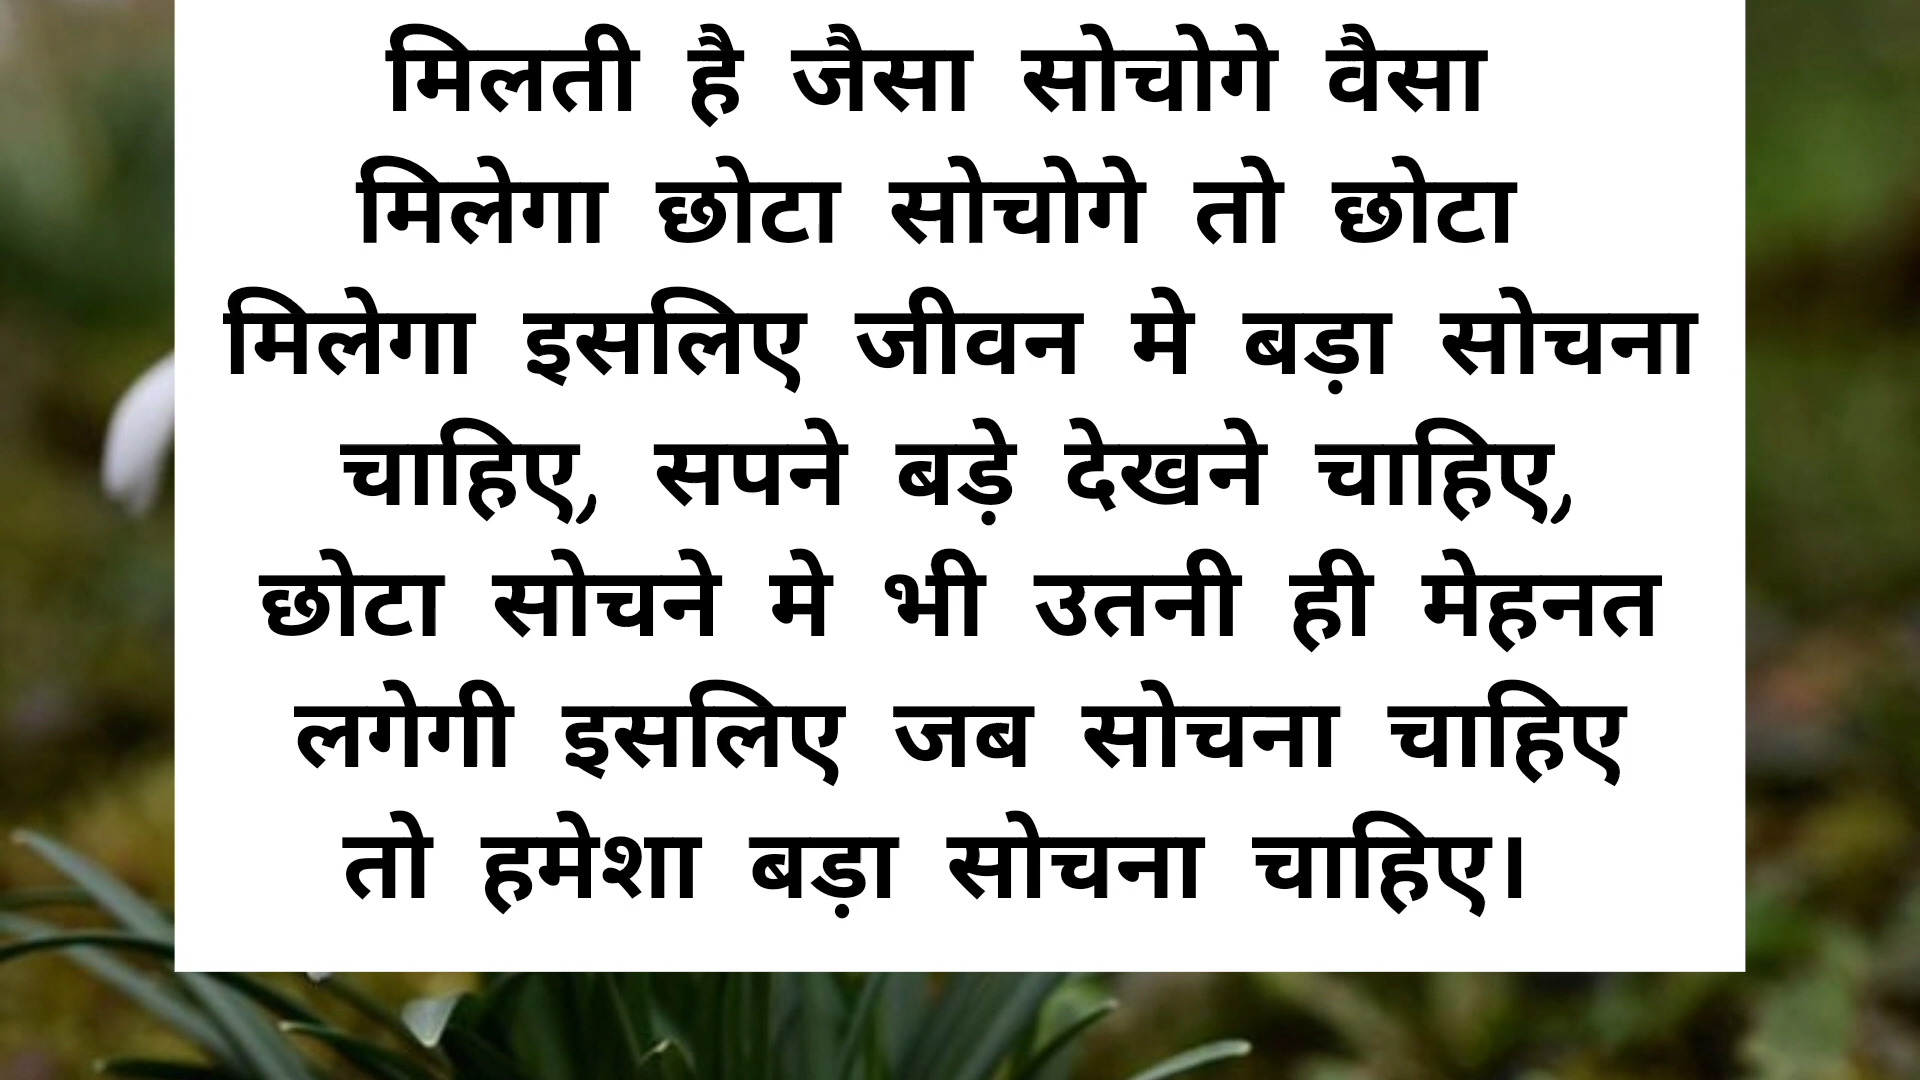 मिलती है जैसा सोचोगे वैसा
मिलेगा छोटा सोचोगे तो छोटा
मिलेगा इसलिए जीवन मे बड़ा सोचना
चाहिए, सपने बड़े देखने चाहिए,
छोटा सोचने मे भी उतनी ही मेहनत
लगेगी इसलिए जब सोचना चाहिए
तो हमेशा बड़ा सोचना चाहिए।